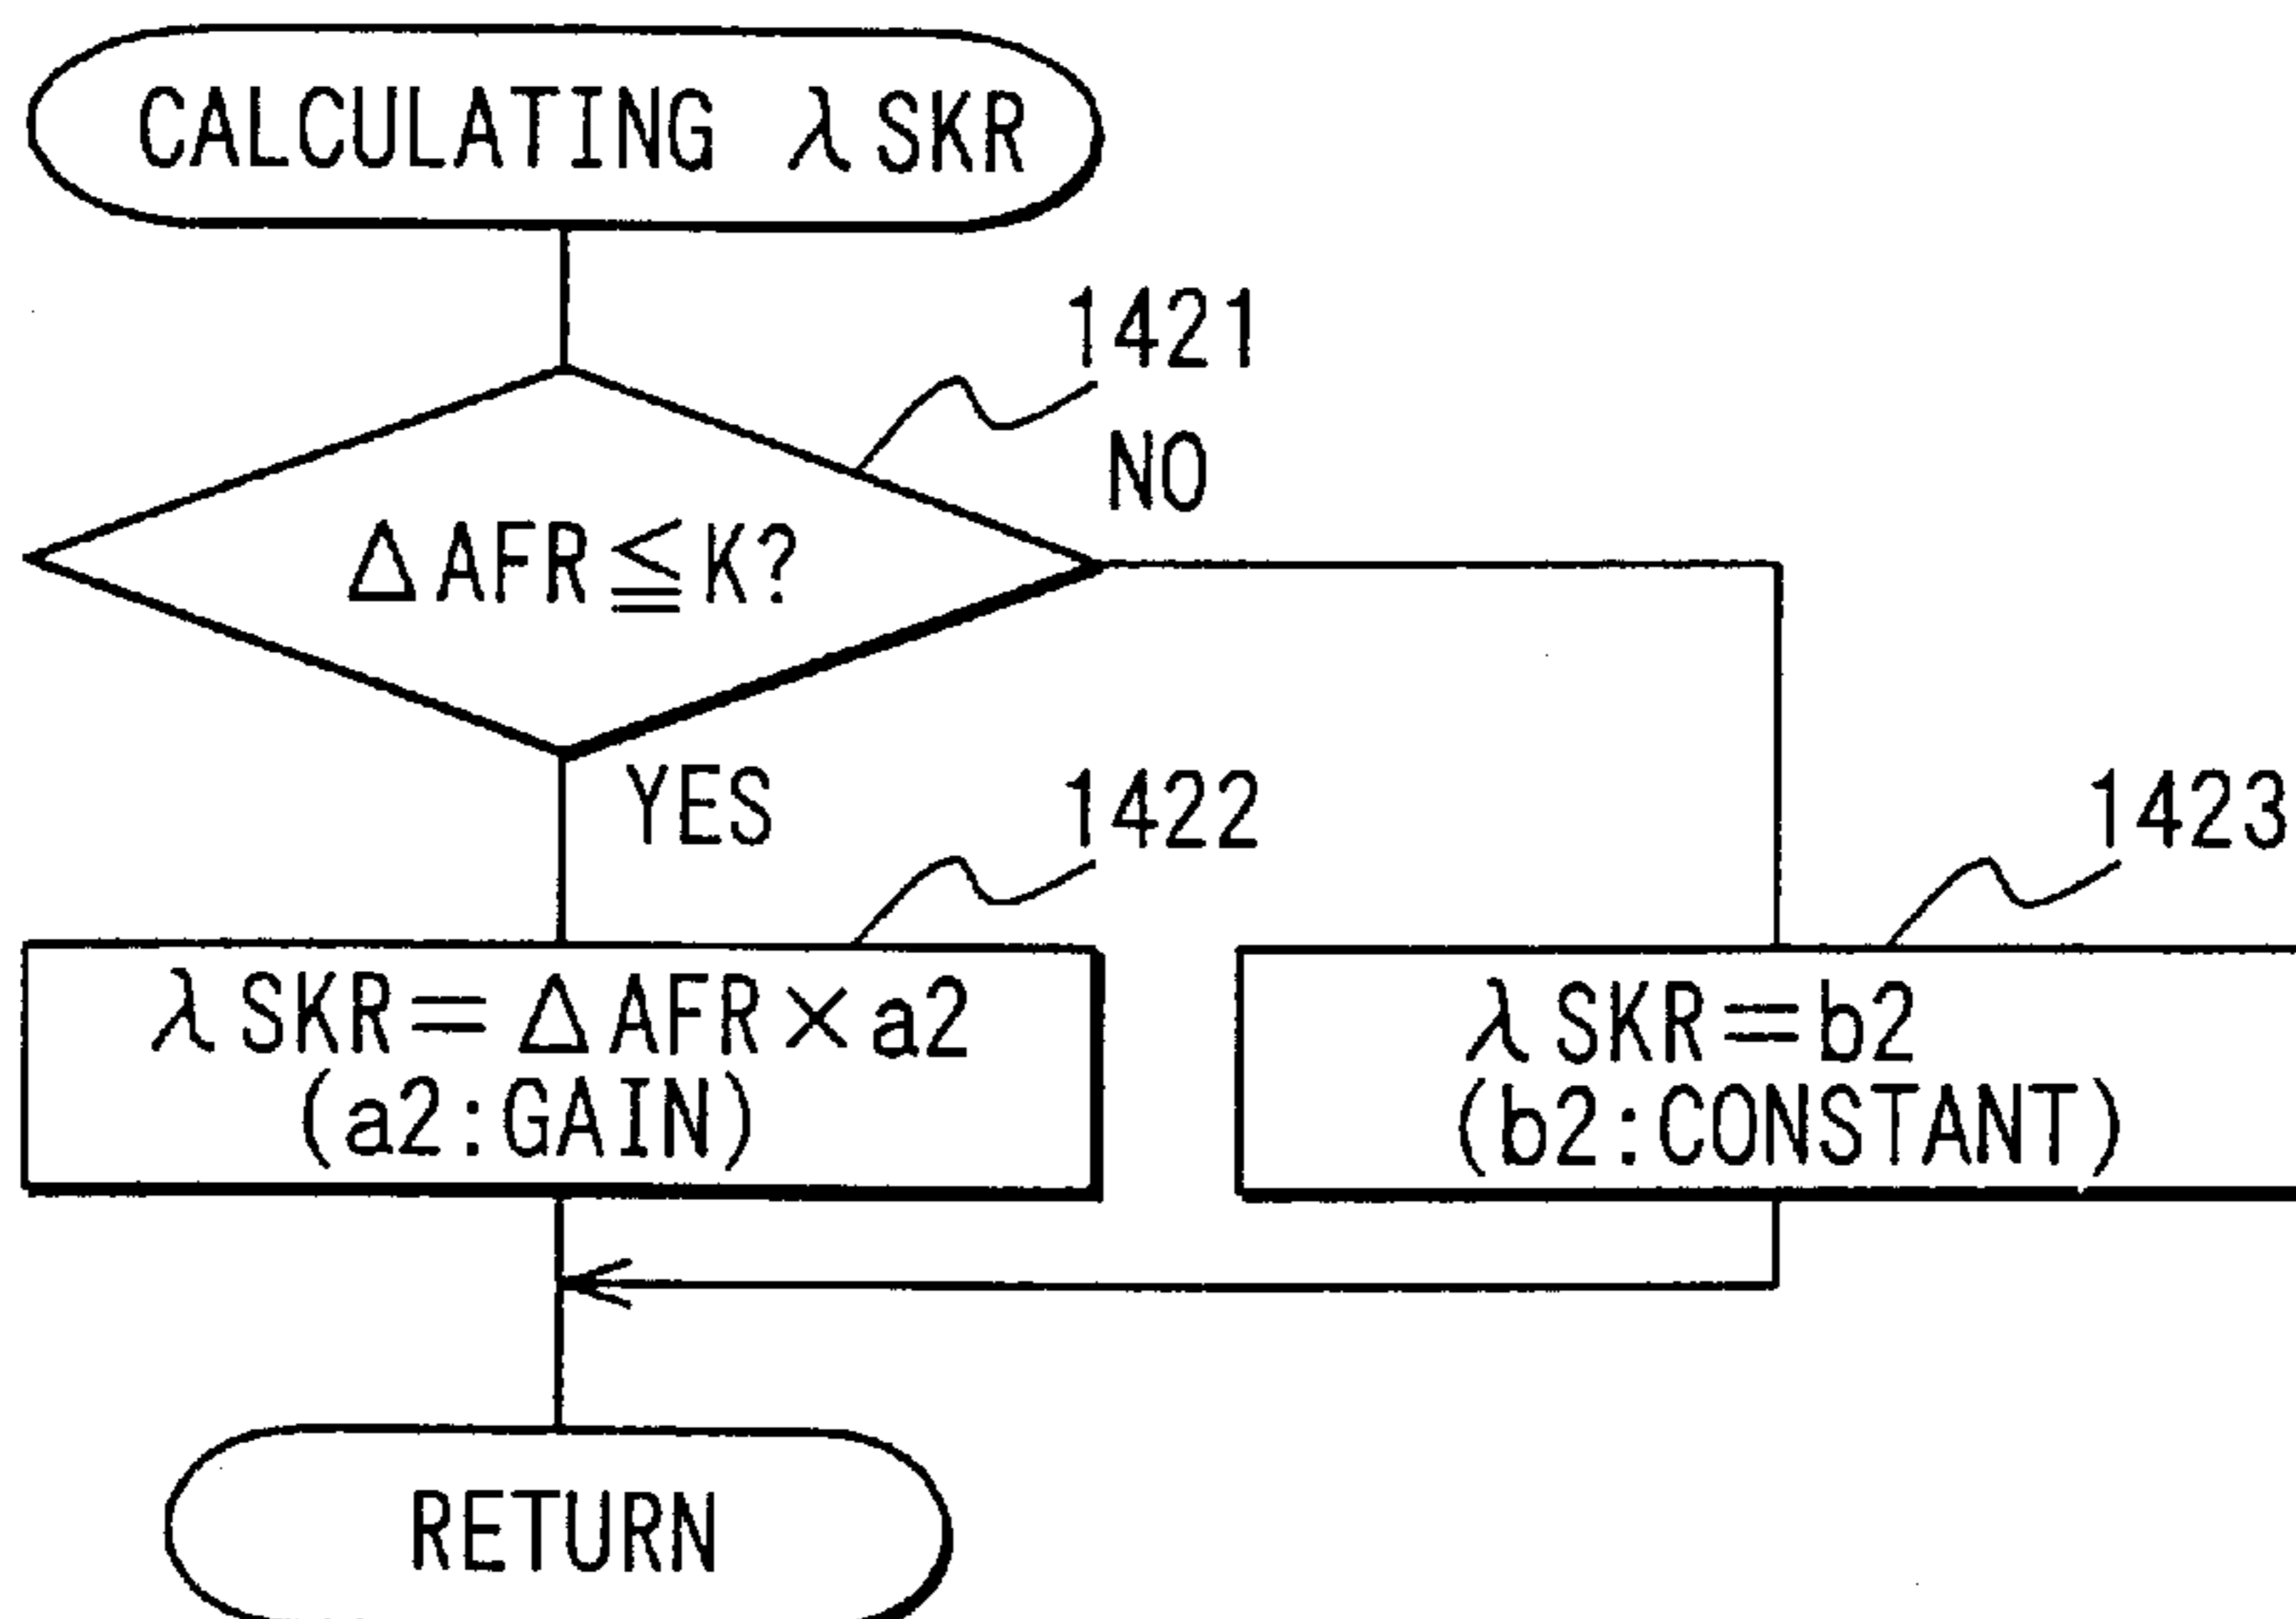 CALCULATING λSKR
1421
NO
ΔAFR≦K?
YES
1422
1423
λSKR=ΔAFR×a2
(a2:GAIN)
λSKR=b2
(b2:CONSTANT)
RETURN